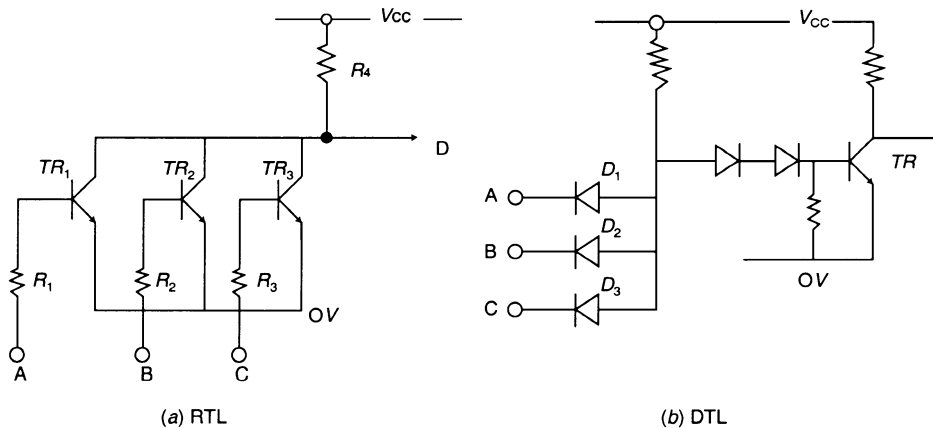 VCC
R4
D
TR1
TR2
TR3
R1
R2
R3
OV
A
B
C
(a) RTL
VCC
TR
A
D1
B
D2
C
D3
OV
(b) DTL